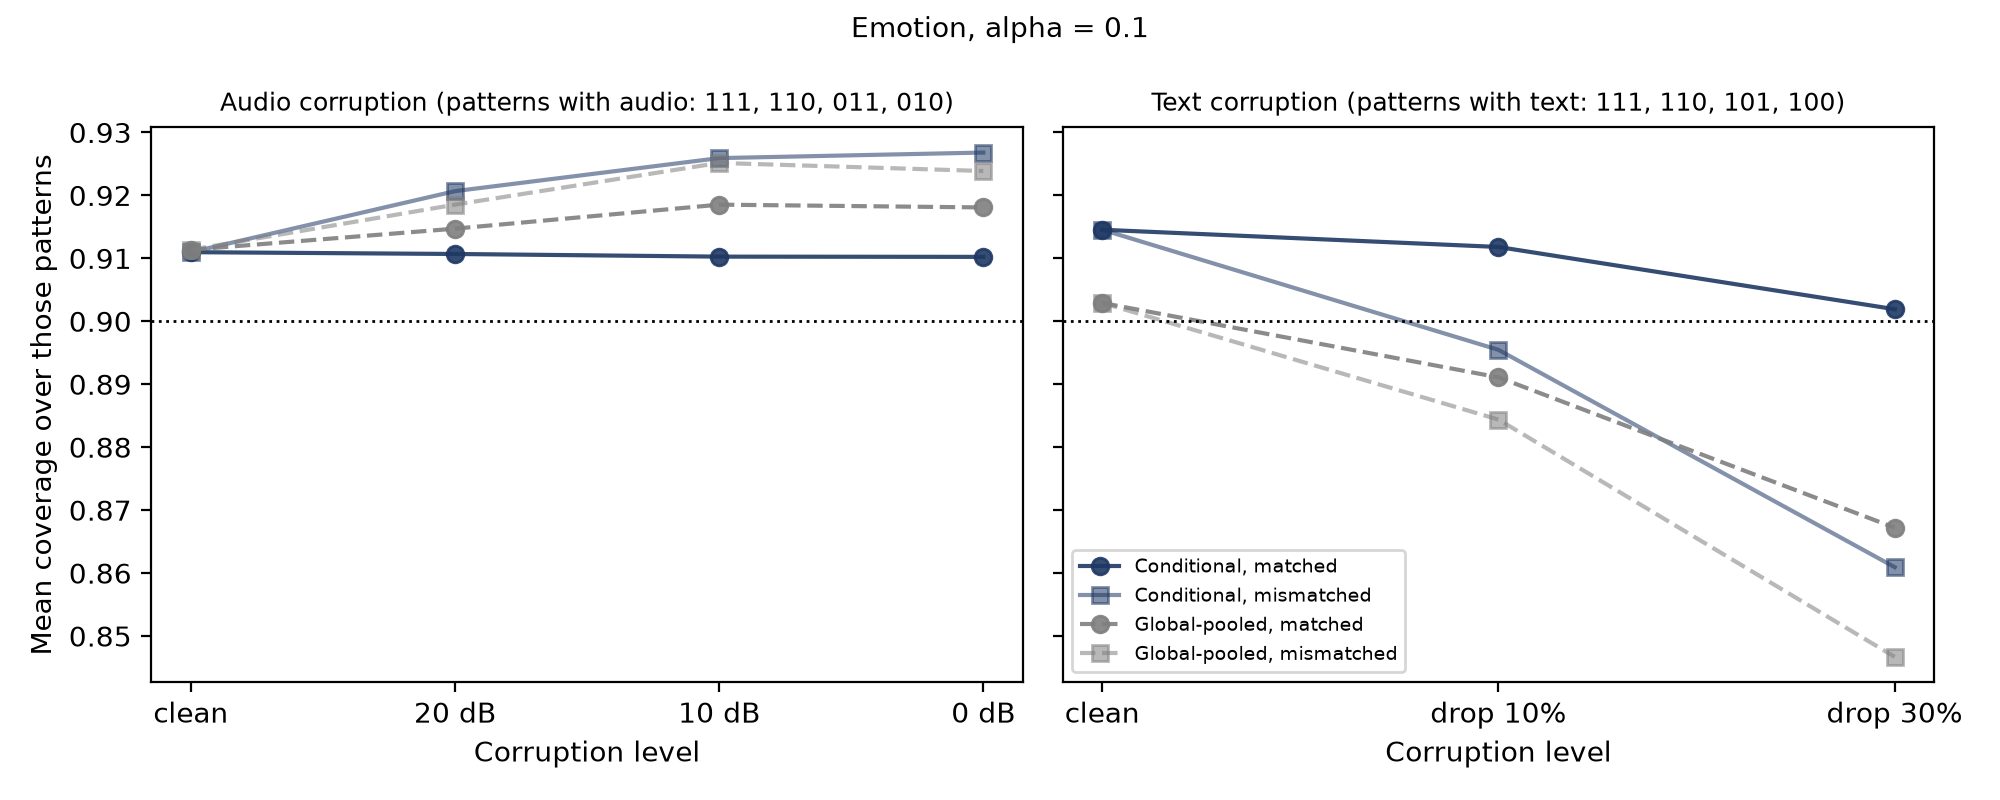 Emotion, alpha = 0.1
Audio corruption (patterns with audio: 111, 110, 011, 010)
Mean coverage over those patterns
0.93
0.92
0.91
0.90
0.89
0.88
0.87
0.86
0.85
clean
20 dB
10 dB
0 dB
Corruption level
Text corruption (patterns with text: 111, 110, 101, 100)
Conditional, matched
Conditional, mismatched
Global-pooled, matched
Global-pooled, mismatched
clean
drop 10%
drop 30%
Corruption level